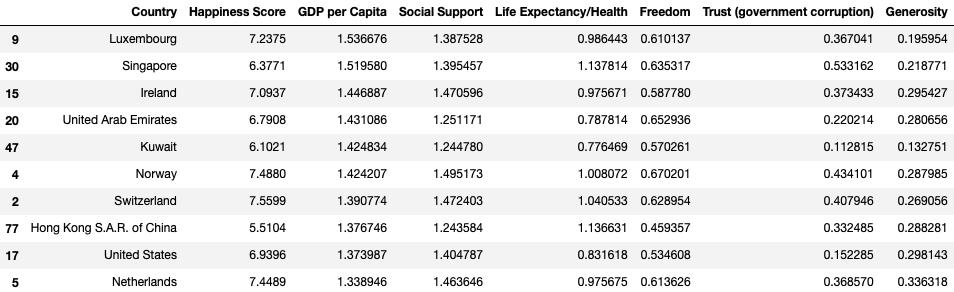 Country Happiness Score GDP per Capita Social Support Life Expectancy/Health Freedom Trust (government corruption) Generosity
9 Luxembourg 7.2375 1.536676 1.387528 0.986443 0.610137 0.367041 0.195954
30 Singapore 6.3771 1.519580 1.395457 1.137814 0.635317 0.533162 0.218771
15 Ireland 7.0937 1.446887 1.470596 0.975671 0.587780 0.373433 0.295427
20 United Arab Emirates 6.7908 1.431086 1.251171 0.787814 0.652936 0.220214 0.280656
47 Kuwait 6.1021 1.424834 1.244780 0.776469 0.570261 0.112815 0.132751
4 Norway 7.4880 1.424207 1.495173 1.008072 0.670201 0.434101 0.287985
2 Switzerland 7.5599 1.390774 1.472403 1.040533 0.628954 0.407946 0.269056
77 Hong Kong S.A.R. of China 5.5104 1.376746 1.243584 1.136631 0.459357 0.332485 0.288281
17 United States 6.9396 1.373987 1.404787 0.831618 0.534608 0.152285 0.298143
5 Netherlands 7.4489 1.338946 1.463646 0.975675 0.613626 0.368570 0.336318